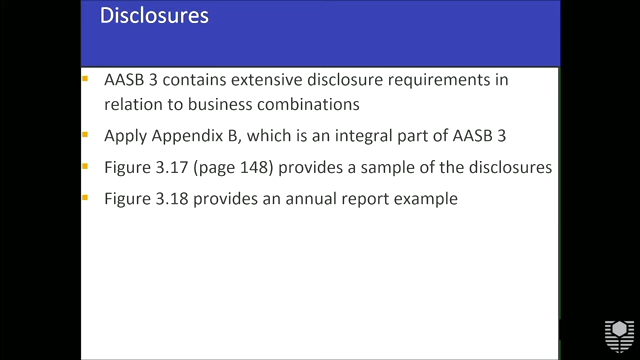 Disclosures
AASB 3 contains extensive disclosure requirements in
relation to business combinations
Apply Appendix B, which is an integral part of AASB 3
Figure 3.17 (page 148) provides a sample of the disclosures
Figure 3.18 provides an annual report example